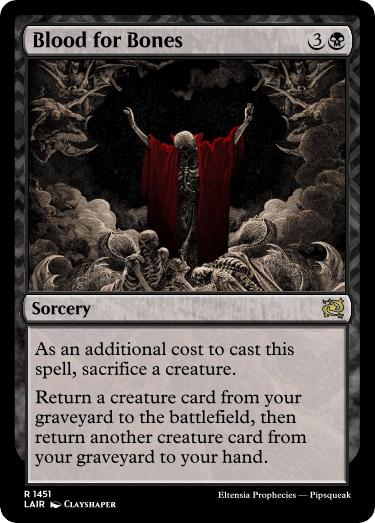 Blood for Bones 3
Sorcery
As an additional cost to cast this
spell, sacrifice a creature.
Return a creature card from your
graveyard to the battlefield, then
return another creature card from
your graveyard to your hand.
R 1451
LAIR CLAYSHAPER
Eltensia Prophecies — Pipsqueak